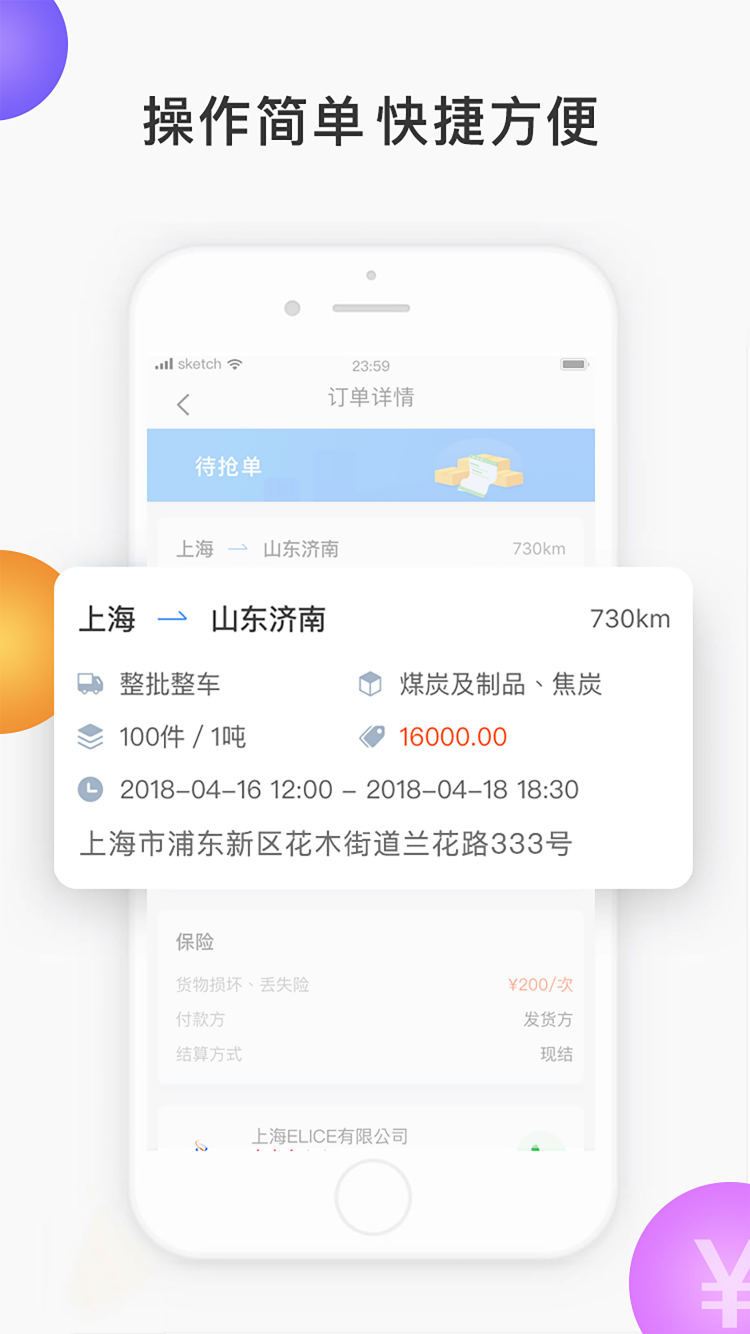 操作简单 快捷方便
sketch 23:59
订单详情
待抢单
上海 山东济南 730km
上海 山东济南 730km
整批整车 煤炭及制品、焦炭
100件 / 1吨 16000.00
2018-04-16 12:00 - 2018-04-18 18:30
上海市浦东新区花木街道兰花路333号
保险
货物损坏、丢失险 ¥200/次
付款方 发货方
结算方式 现结
上海ELICE有限公司
¥